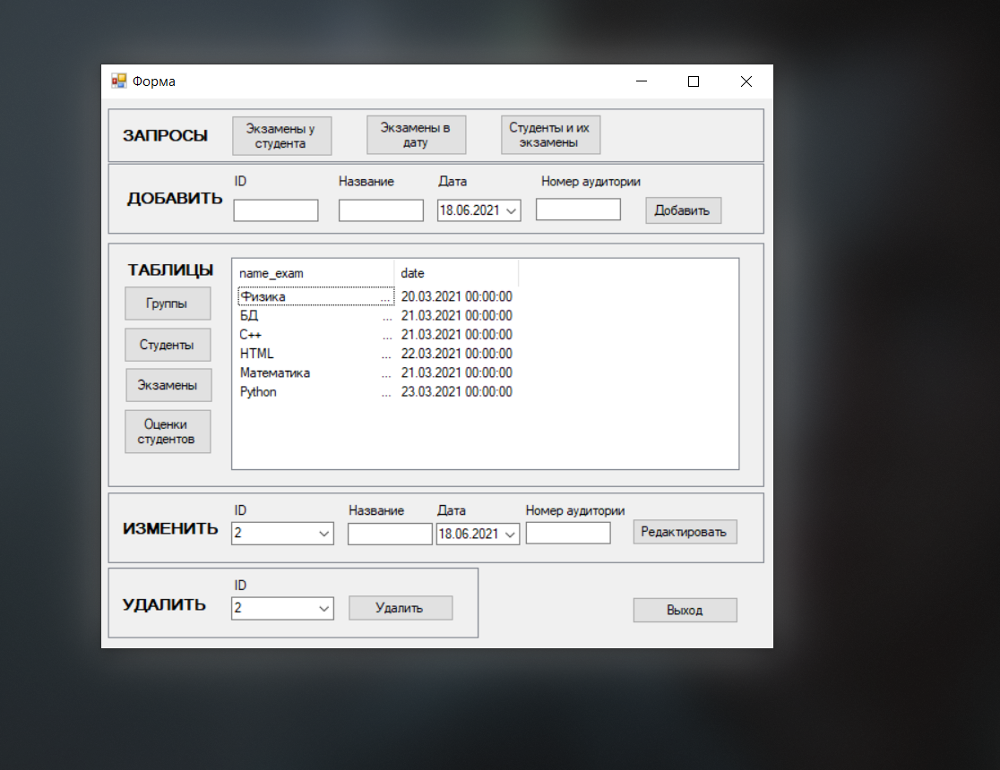 Форма
ЗАПРОСЫ
Экзамены у
студента
Экзамены в
дату
Студенты и их
экзамены
ДОБАВИТЬ
ID
Название
Дата
Номер аудитории
18.06.2021
Добавить
ТАБЛИЦЫ
Группы
Студенты
Экзамены
Оценки
студентов
name_exam date
Физика ... 20.03.2021 00:00:00
БД ... 21.03.2021 00:00:00
C++ ... 21.03.2021 00:00:00
HTML ... 22.03.2021 00:00:00
Математика ... 21.03.2021 00:00:00
Python ... 23.03.2021 00:00:00
ИЗМЕНИТЬ
ID
Название
Дата
Номер аудитории
2
18.06.2021
Редактировать
УДАЛИТЬ
ID
2
Удалить
Выход